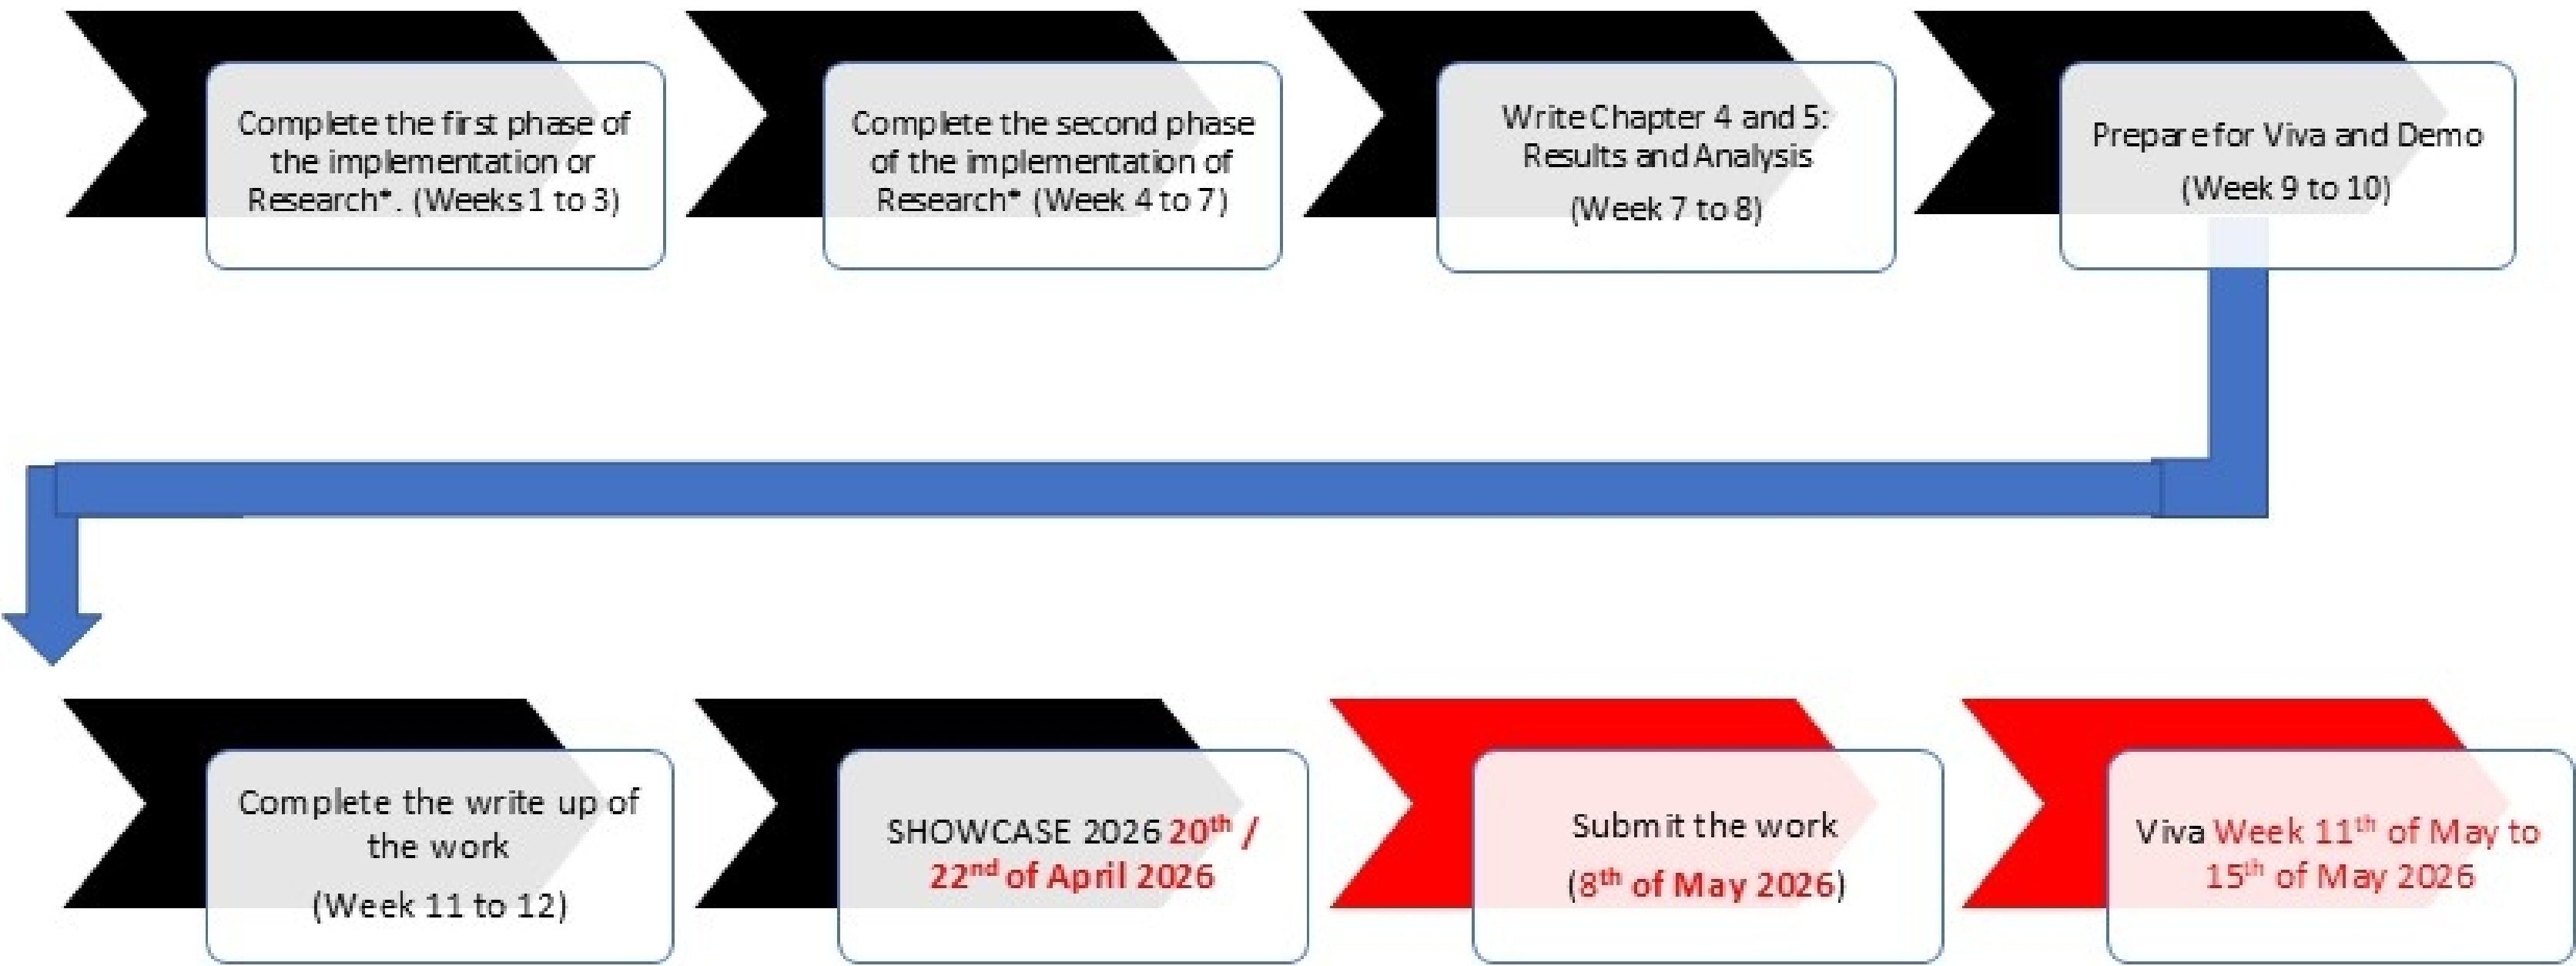 Complete the first phase of
the implementation or
Research*. (Weeks 1 to 3)
Complete the second phase
of the implementation of
Research* (Week 4 to 7)
Write Chapter 4 and 5:
Results and Analysis
(Week 7 to 8)
Prepare for Viva and Demo
(Week 9 to 10)
Complete the write up of
the work
(Week 11 to 12)
SHOWCASE 2026 20th /
22nd of April 2026
Submit the work
(8th of May 2026)
Viva Week 11th of May to
15th of May 2026